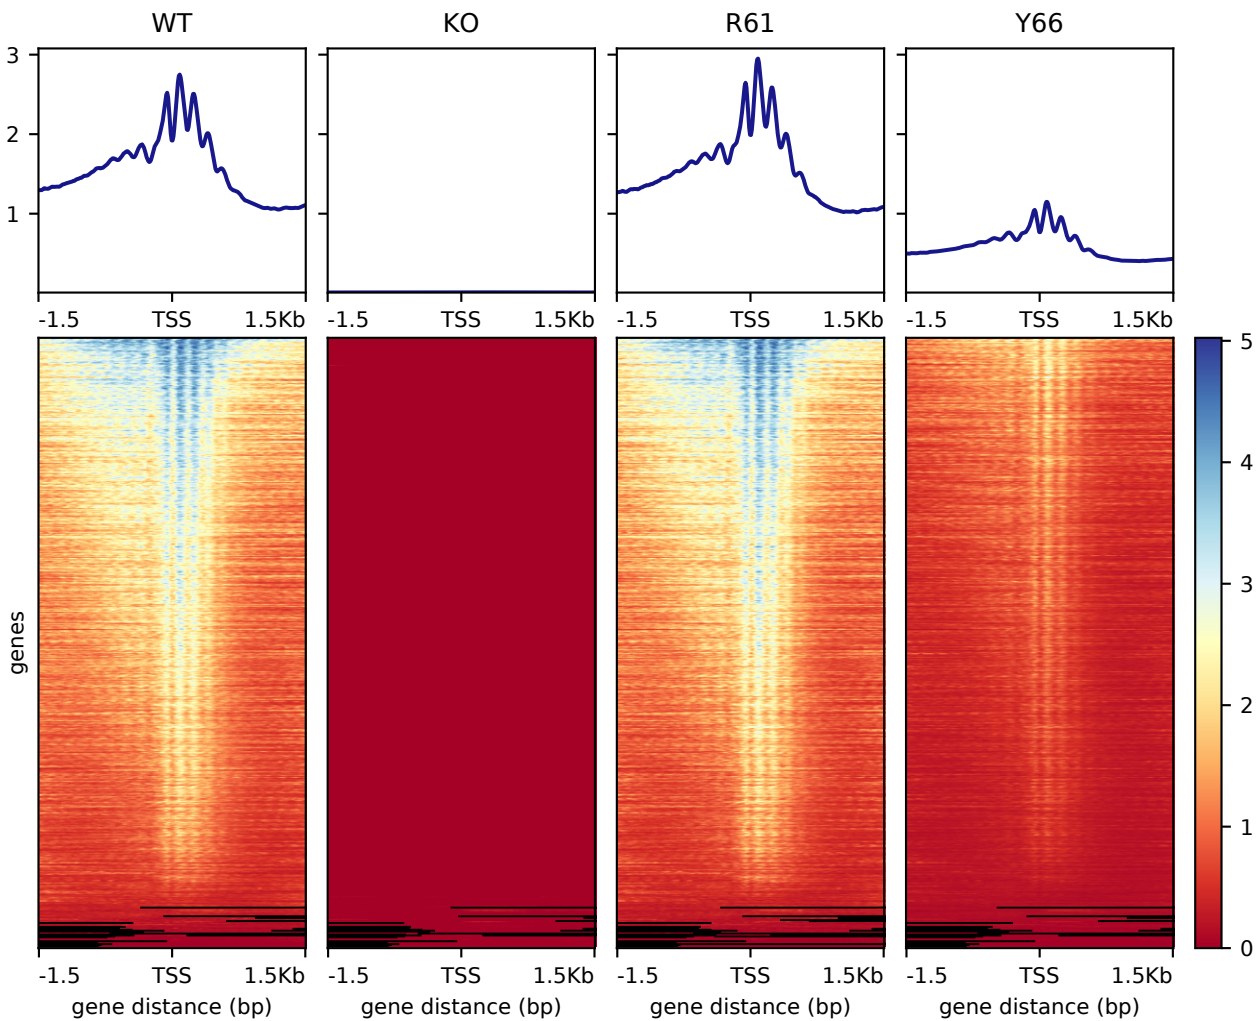 WT KO R61 Y66
3
2
1
-1.5 TSS 1.5Kb -1.5 TSS 1.5Kb -1.5 TSS 1.5Kb -1.5 TSS 1.5Kb
5
4
3
2
1
0
genes
-1.5 TSS 1.5Kb -1.5 TSS 1.5Kb -1.5 TSS 1.5Kb -1.5 TSS 1.5Kb
gene distance (bp) gene distance (bp) gene distance (bp) gene distance (bp)